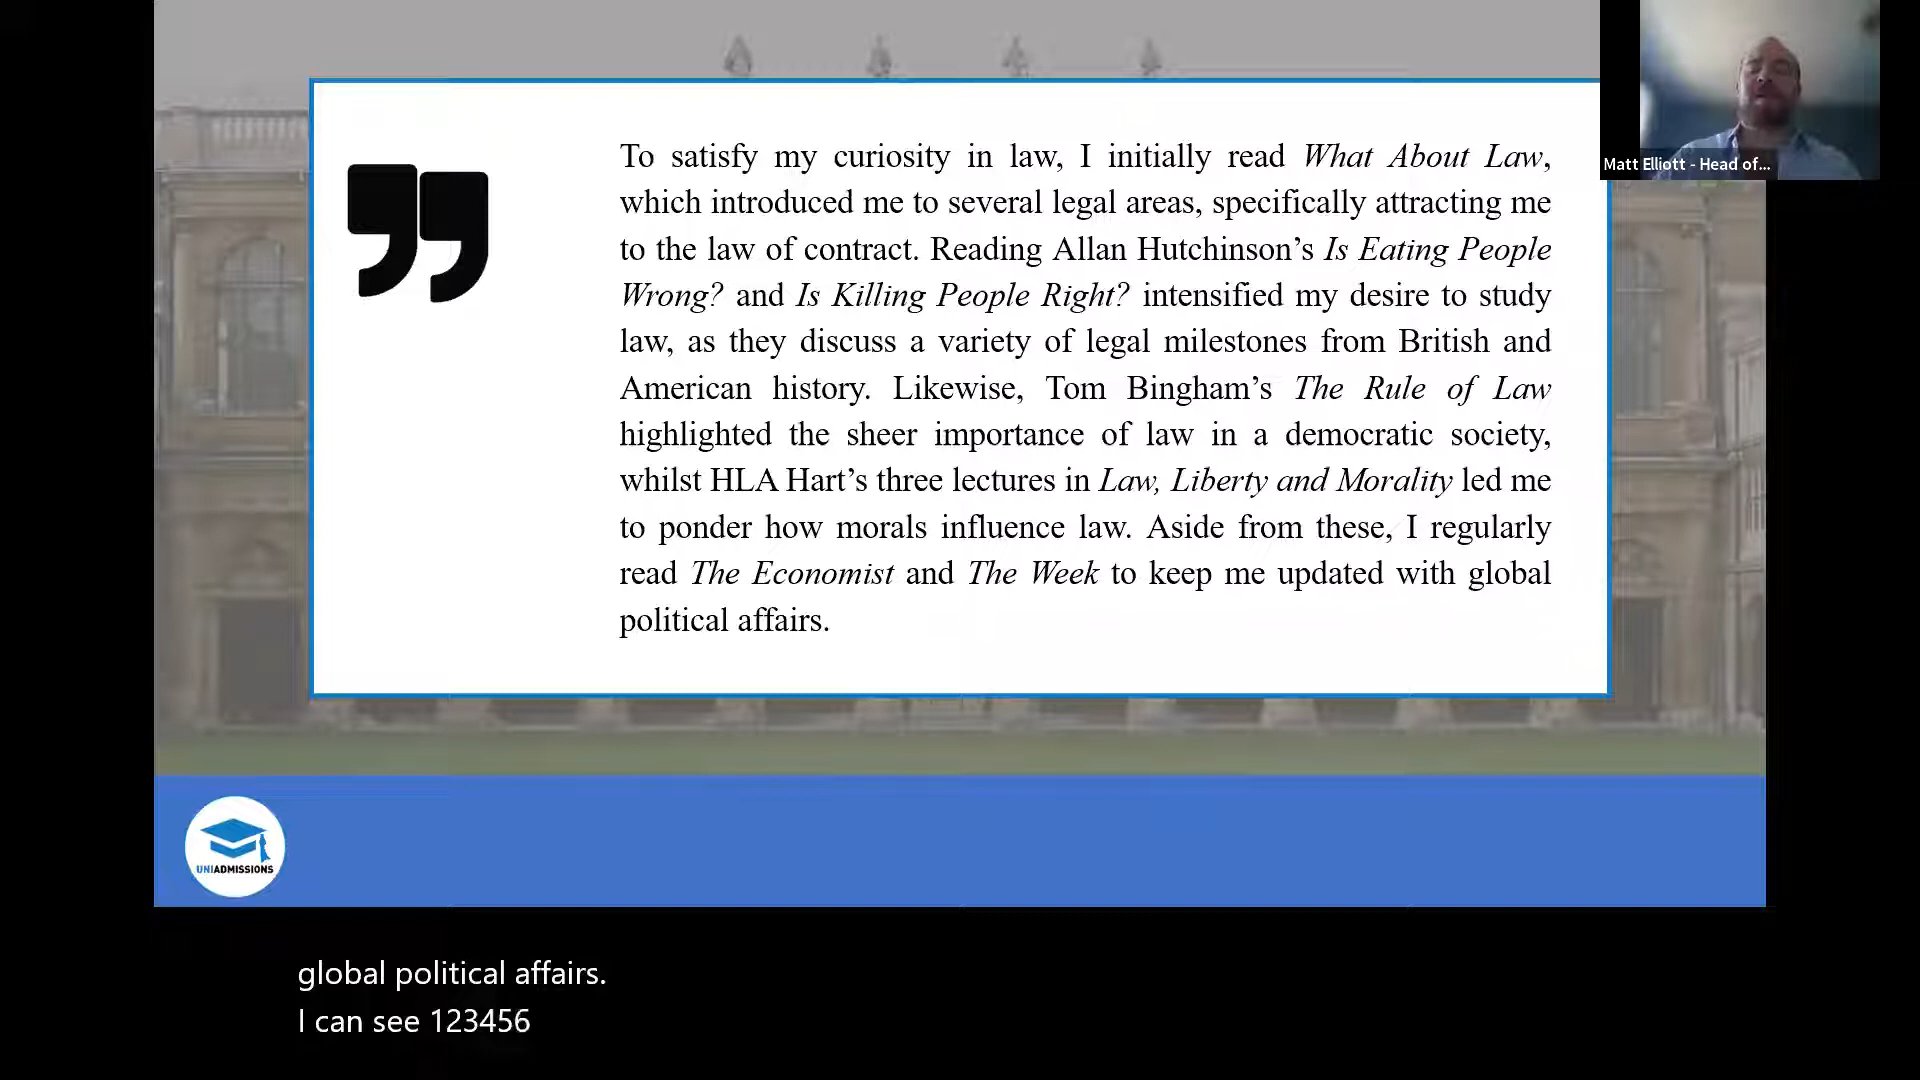 To satisfy my curiosity in law, I initially read What About Law,
which introduced me to several legal areas, specifically attracting me
to the law of contract. Reading Allan Hutchinson’s Is Eating People
Wrong? and Is Killing People Right? intensified my desire to study
law, as they discuss a variety of legal milestones from British and
American history. Likewise, Tom Bingham’s The Rule of Law
highlighted the sheer importance of law in a democratic society,
whilst HLA Hart’s three lectures in Law, Liberty and Morality led me
to ponder how morals influence law. Aside from these, I regularly
read The Economist and The Week to keep me updated with global
political affairs.
Matt Elliott - Head of...
UNIADMISSIONS
global political affairs.
I can see 123456